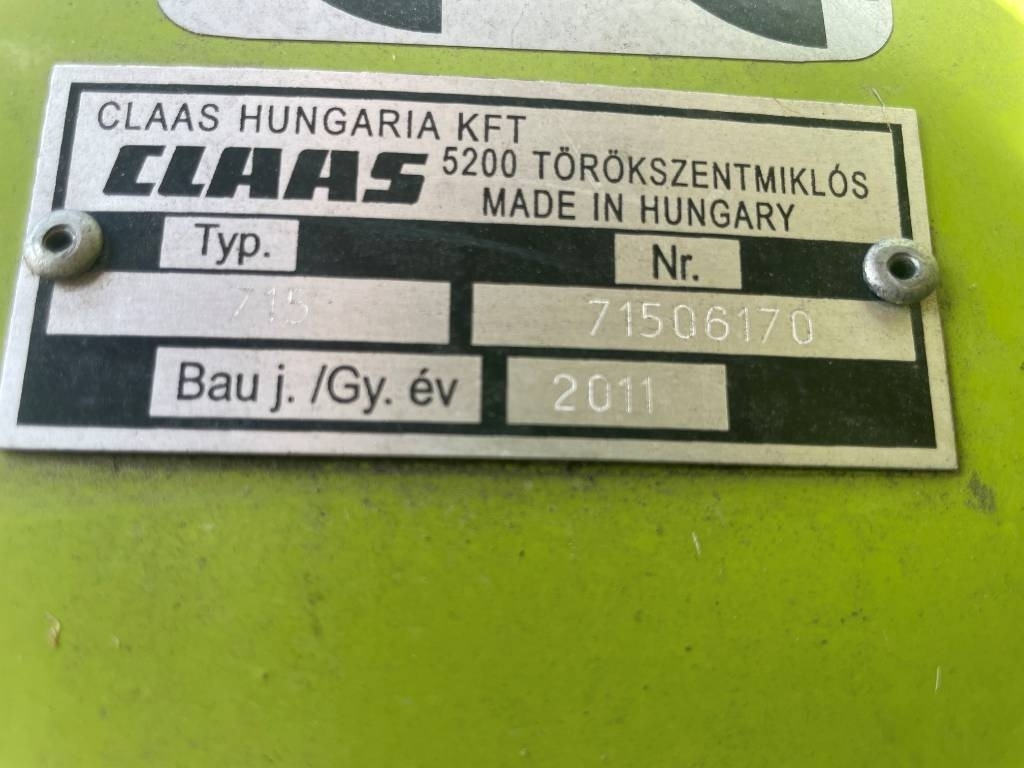 CLAAS HUNGARIA KFT
CLAAS 5200 TÖRÖKSZENTMIKLÓS
MADE IN HUNGARY
Typ. Nr.
715 71506170
Bau j. /Gy. év 2011